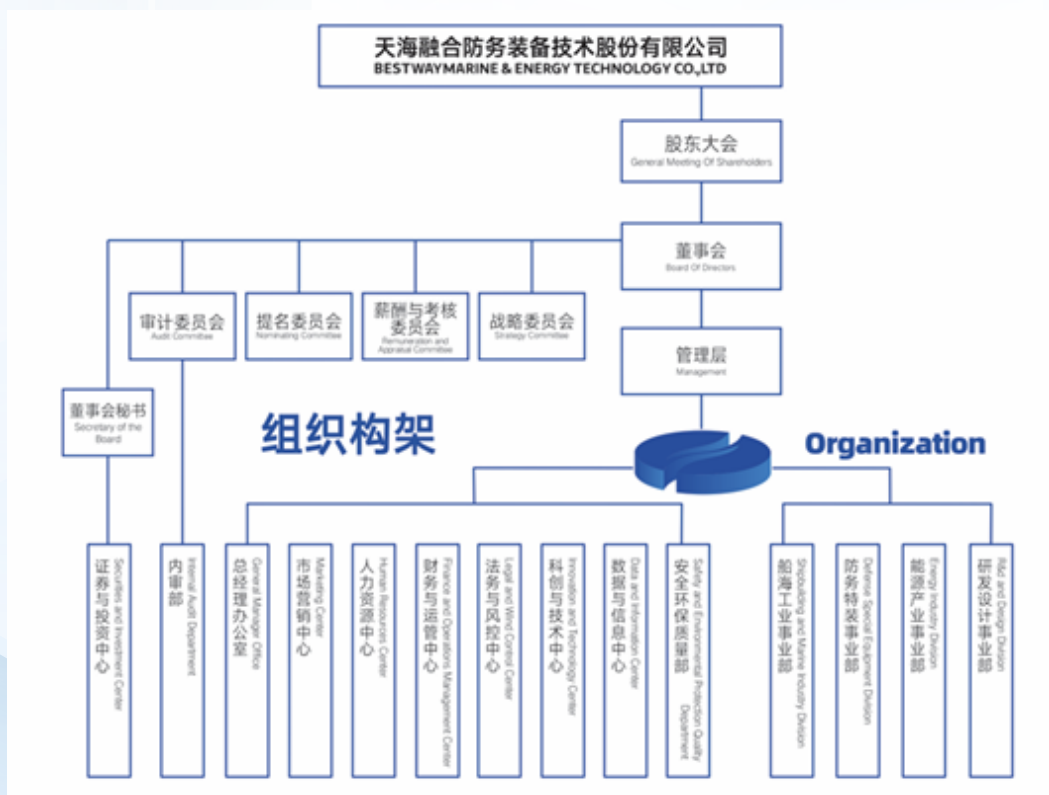 天海融合防务装备技术股份有限公司
BESTWAYMARINE & ENERGY TECHNOLOGY CO.,LTD
股东大会
General Meeting Of Shareholders
董事会
Board Of Directors
审计委员会
Audit Committee
提名委员会
Nominating Committee
薪酬与考核
委员会
Remuneration and
Appraisal Committee
战略委员会
Strategy Committee
管理层
Management
董事会秘书
Secretary of the
Board
组织构架
Organization
证券与投资中心
Securities and Investment Center
内审部
Internal Audit Department
总经理办公室
General Manager Office
市场营销中心
Marketing Center
人力资源中心
Human Resources Center
财务与运管中心
Finance and Operations Management Center
法务与风控中心
Legal and Wind Control Center
科创与技术中心
Innovation and Technology Center
数据与信息中心
Data and Information Center
安全环保质量部
Safety and Environmental Protection Quality
Department
船海工业事业部
Shipbuilding and Marine Industry Division
防务特装事业部
Defense Special Equipment Division
能源产业事业部
Energy Industry Division
研发设计事业部
R&d and Design Division